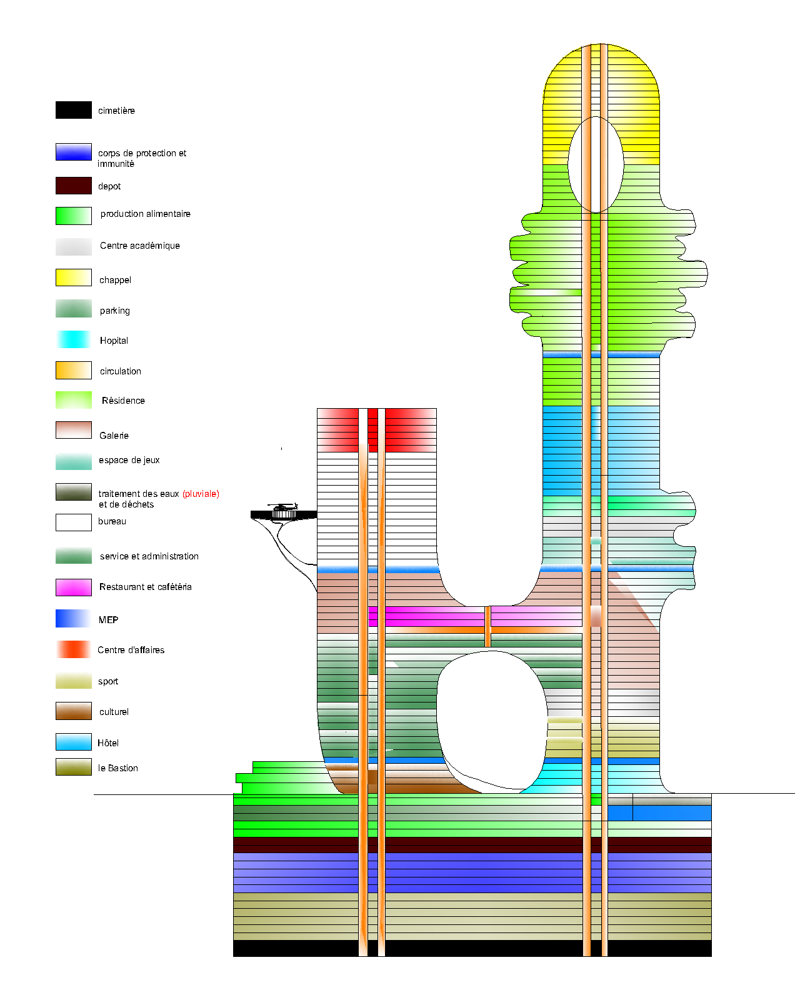 cimetière
corps de protection et
immunité
depot
production alimentaire
Centre académique
chappel
parking
Hopital
circulation
Résidence
Galerie
espace de jeux
traitement des eaux (pluviale)
et de déchets
bureau
service et administration
Restaurant et cafétéria
MEP
Centre d'affaires
sport
culturel
Hôtel
le Bastion